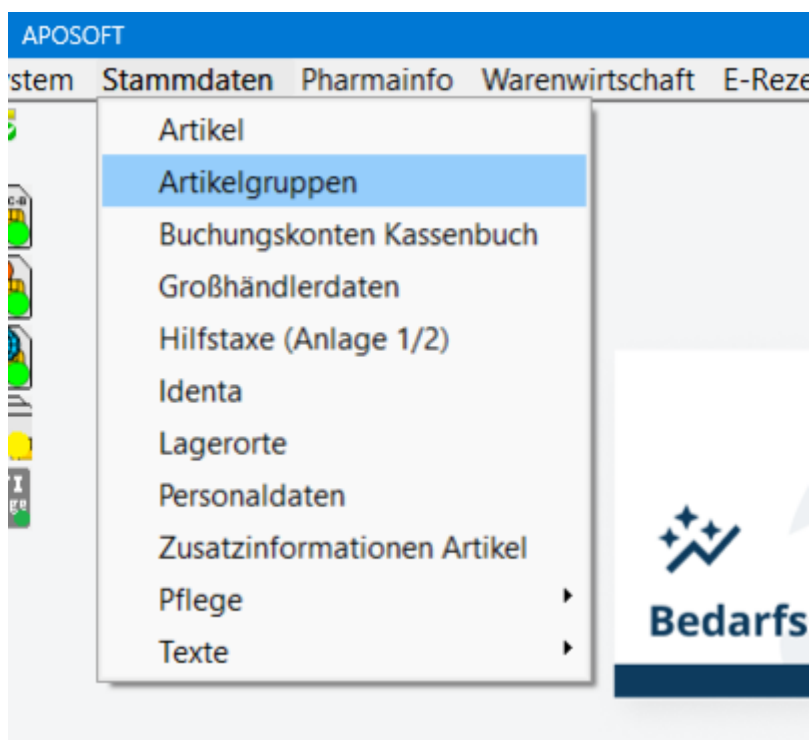 APOSOFT
ystem Stammdaten Pharmainfo Warenwirtschaft E-Reze
Artikel
Artikelgruppen
Buchungskonten Kassenbuch
Großhändlerdaten
Hilfstaxe (Anlage 1/2)
Identa
Lagerorte
Personaldaten
Zusatzinformationen Artikel
Pflege
Texte
Bedarfs